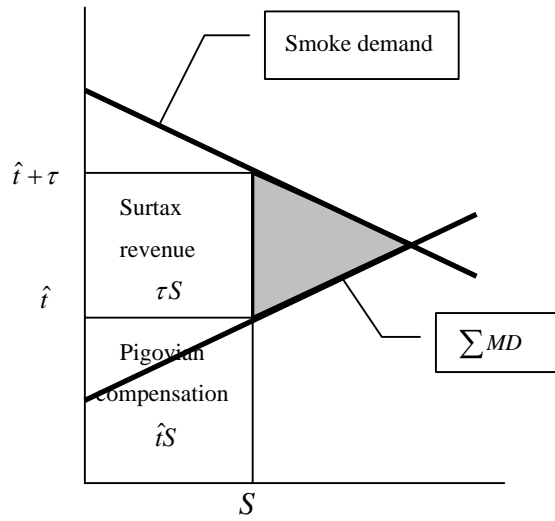 Smoke demand
t̂ + τ
Surtax
revenue
τS
t̂
∑ MD
Pigovian
compensation
t̂S
S